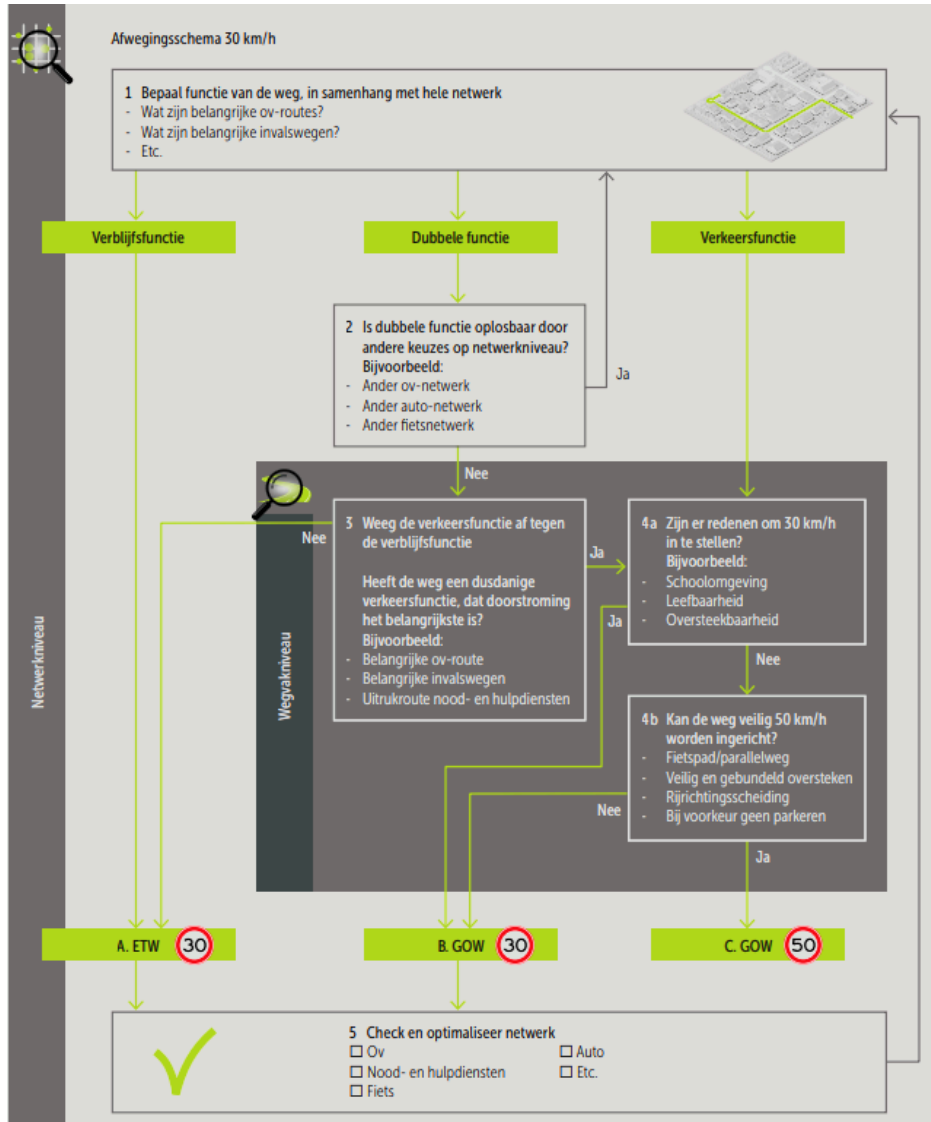 Afwegingsschema 30 km/h
1 Bepaal functie van de weg, in samenhang met hele netwerk
- Wat zijn belangrijke ov-routes?
- Wat zijn belangrijke invalswegen?
- Etc.
Verblijfsfunctie
Dubbele functie
Verkeersfunctie
2 Is dubbele functie oplosbaar door
andere keuzes op netwerkniveau?
Bijvoorbeeld:
- Ander ov-netwerk
- Ander auto-netwerk
- Ander fietsnetwerk
Ja
Nee
Netwerkniveau
Wegvakniveau
Nee
3 Weeg de verkeersfunctie af tegen
de verblijfsfunctie
Heeft de weg een dusdanige
verkeersfunctie, dat doorstroming
het belangrijkste is?
Bijvoorbeeld:
- Belangrijke ov-route
- Belangrijke invalswegen
- Uitrukroute nood- en hulpdiensten
Ja
4a Zijn er redenen om 30 km/h
in te stellen?
Bijvoorbeeld:
- Schoolomgeving
- Leefbaarheid
- Oversteekbaarheid
Ja
Nee
4b Kan de weg veilig 50 km/h
worden ingericht?
- Fietspad/parallelweg
- Veilig en gebundeld oversteken
- Rijrichtingsscheiding
- Bij voorkeur geen parkeren
Nee
Ja
A. ETW 30
B. GOW 30
C. GOW 50
5 Check en optimaliseer netwerk
☐ Ov
☐ Nood- en hulpdiensten
☐ Fiets
☐ Auto
☐ Etc.